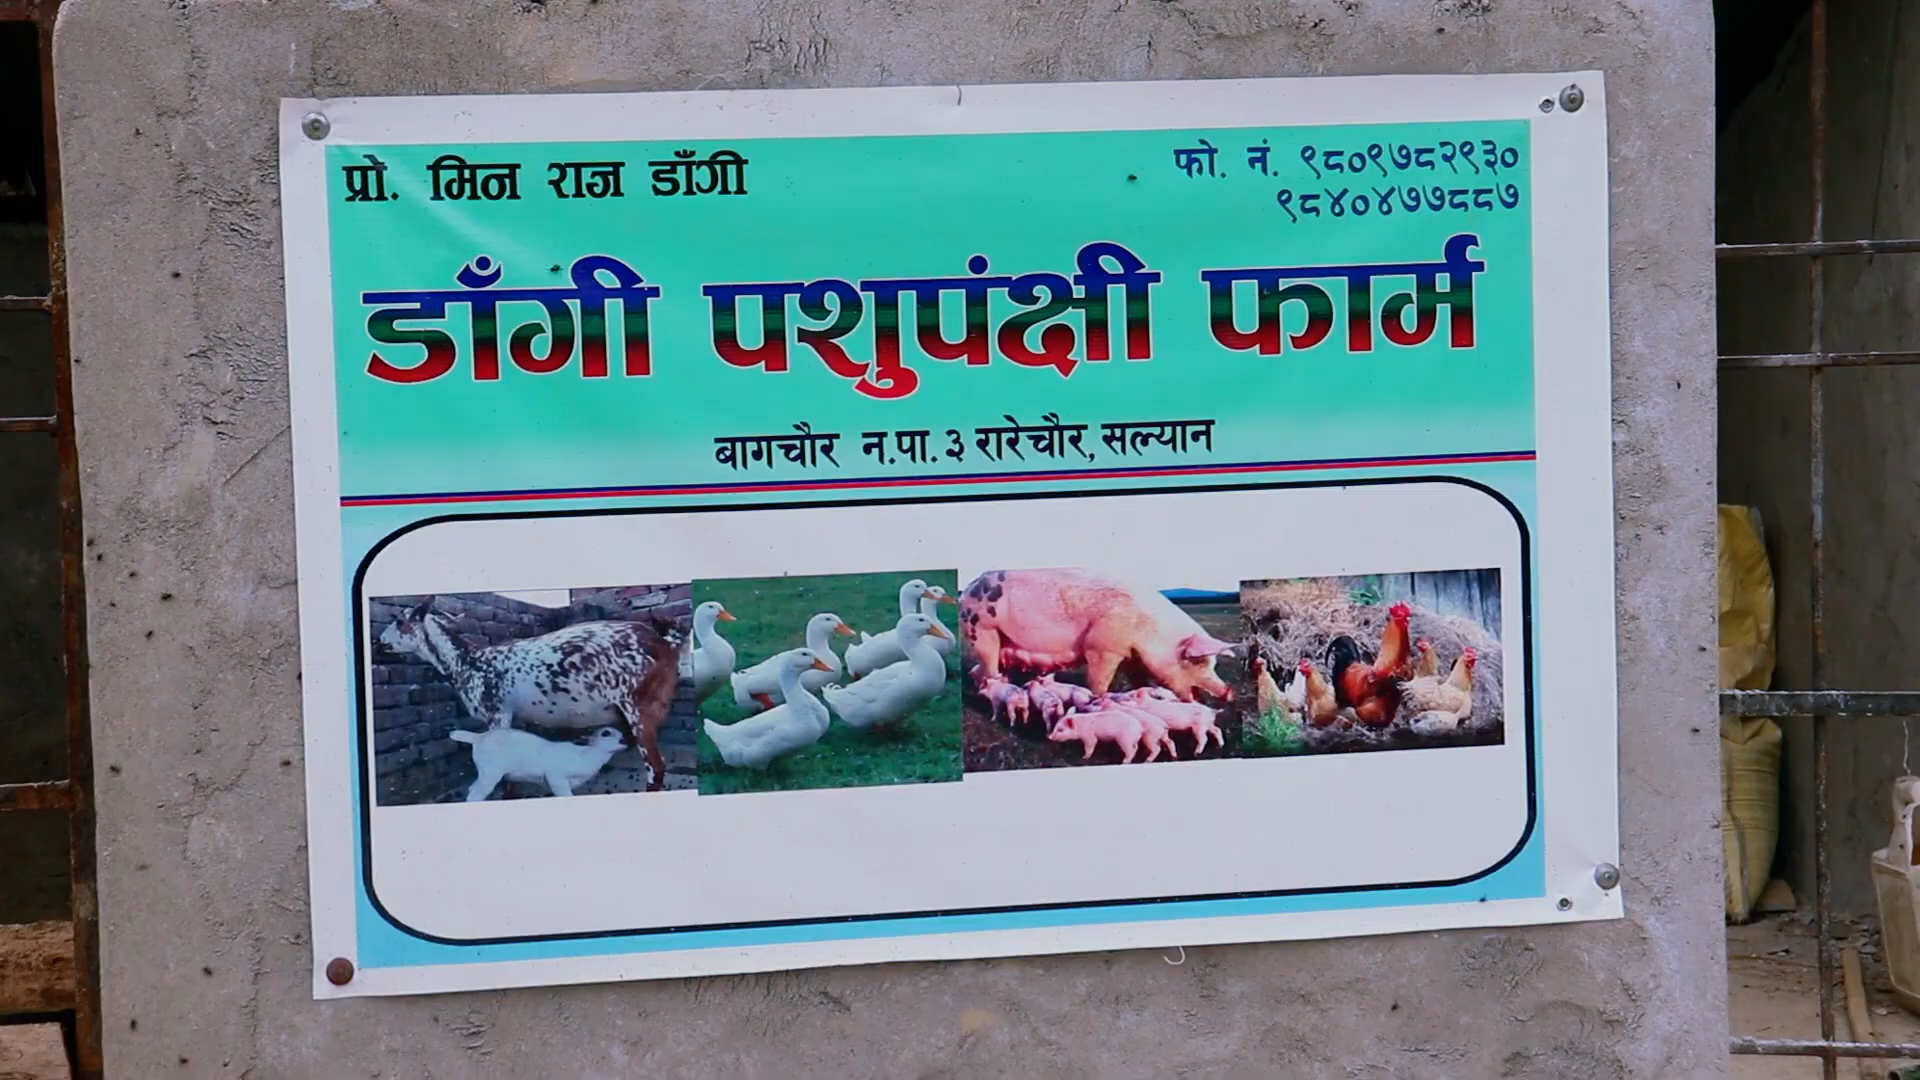 प्रो. मिन राज डाँगी
फो. नं. ९८०९७८२९३०
९८४०४७७८८७
डाँगी पशुपंक्षी फार्म
बागचौर न.पा. ३ रारेचौर, सल्यान